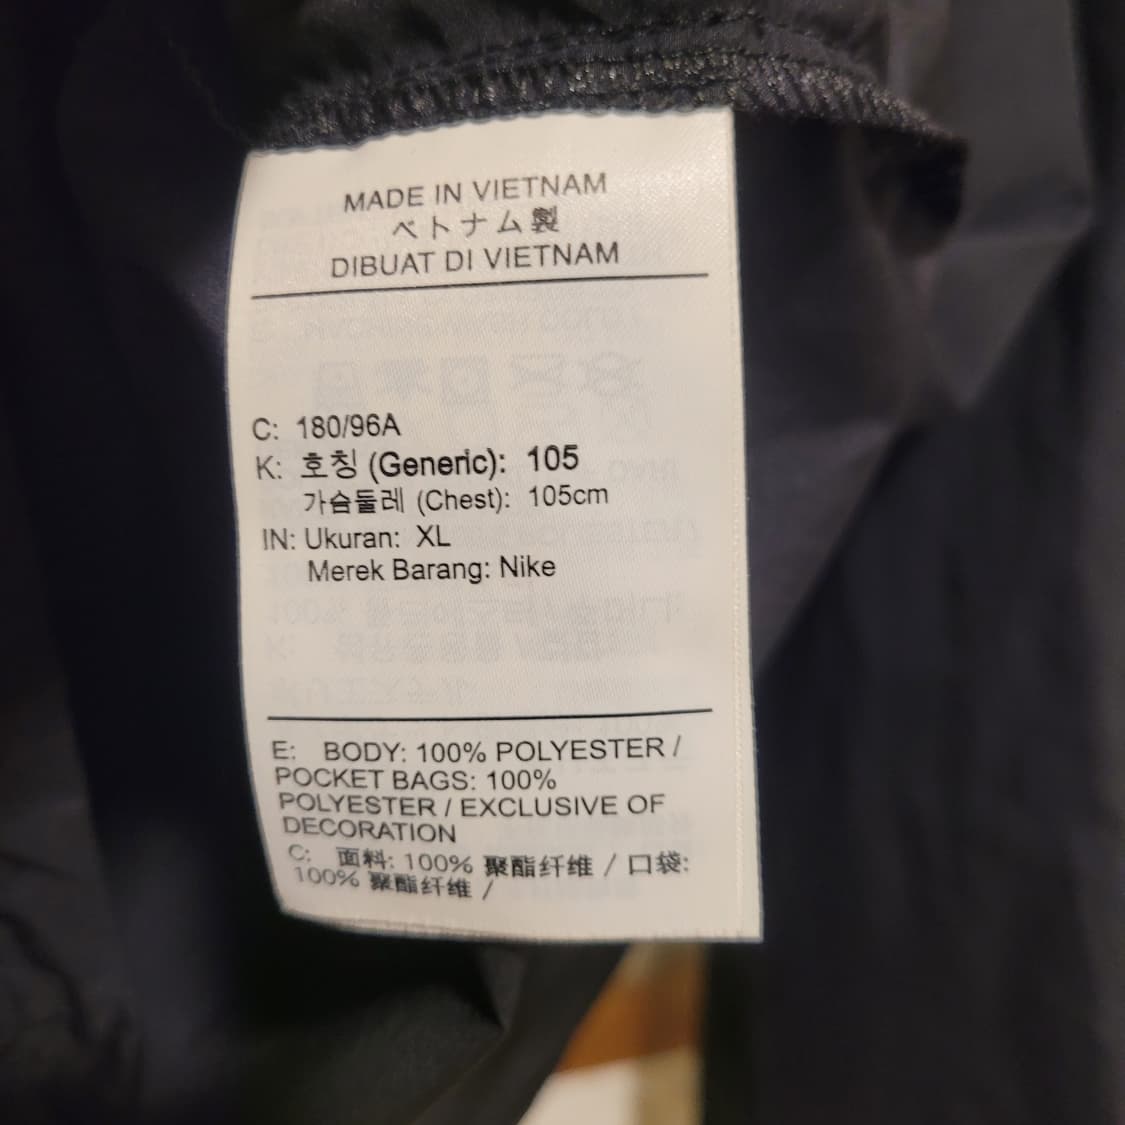 MADE IN VIETNAM
ベトナム製
DIBUAT DI VIETNAM
C: 180/96A
K: 호칭 (Generic): 105
가슴둘레 (Chest): 105cm
IN: Ukuran: XL
Merek Barang: Nike
E: BODY: 100% POLYESTER /
POCKET BAGS: 100%
POLYESTER / EXCLUSIVE OF
DECORATION
C: 面料: 100% 聚酯纤维 / 口袋:
100% 聚酯纤维 /